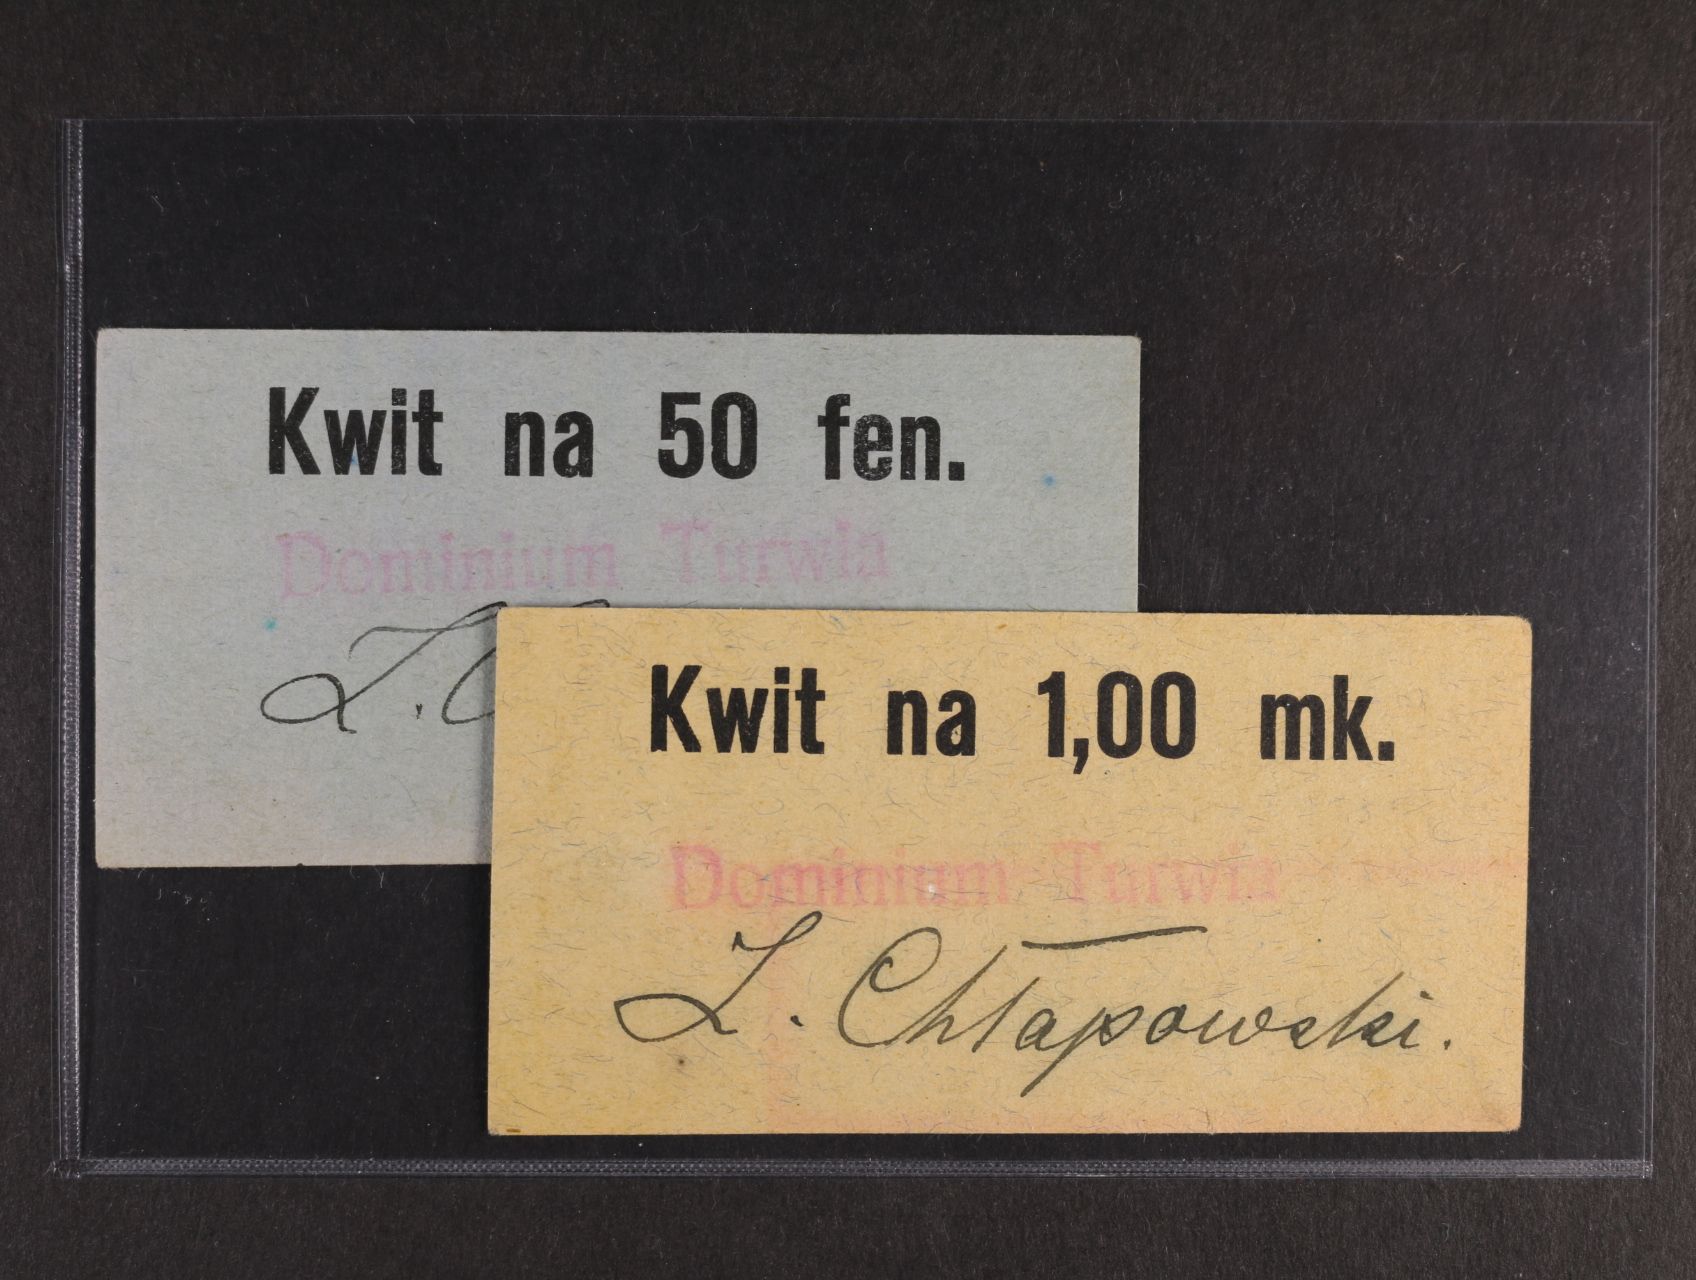 Kwit na 50 fen.
Dominium Turwia
Z. C
Kwit na 1,00 mk.
Dominium Turwia
Z. Chłapowski.